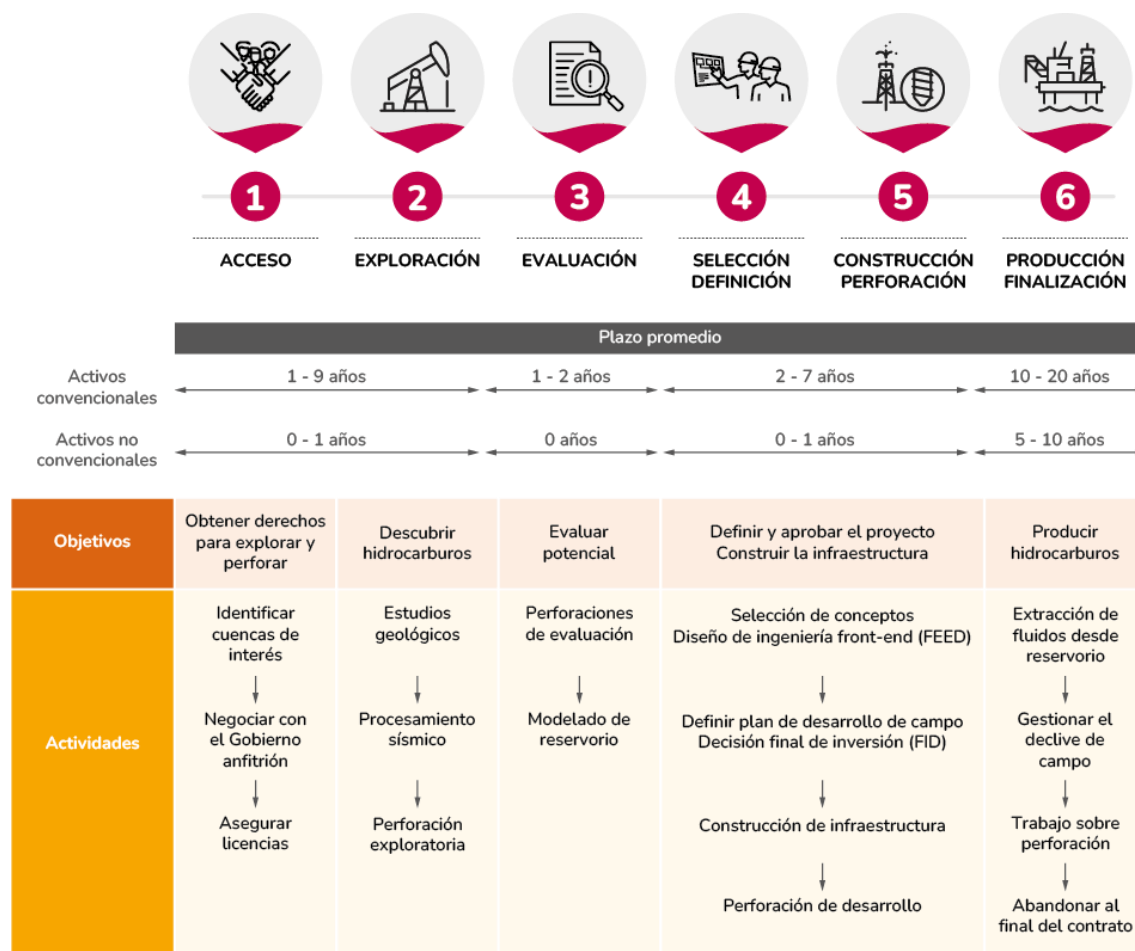 1
2
3
4
5
6
ACCESO
EXPLORACIÓN
EVALUACIÓN
SELECCIÓN
DEFINICIÓN
CONSTRUCCIÓN
PERFORACIÓN
PRODUCCIÓN
FINALIZACIÓN
Plazo promedio
Activos
convencionales
1 - 9 años
1 - 2 años
2 - 7 años
10 - 20 años
Activos no
convencionales
0 - 1 años
0 años
0 - 1 años
5 - 10 años
Objetivos
Obtener derechos
para explorar y
perforar
Descubrir
hidrocarburos
Evaluar
potencial
Definir y aprobar el proyecto
Construir la infraestructura
Producir
hidrocarburos
Actividades
Identificar
cuencas de
interés
Negociar con
el Gobierno
anfitrión
Asegurar
licencias
Estudios
geológicos
Procesamiento
sísmico
Perforación
exploratoria
Perforaciones
de evaluación
Modelado de
reservorio
Selección de conceptos
Diseño de ingeniería front-end (FEED)
Definir plan de desarrollo de campo
Decisión final de inversión (FID)
Construcción de infraestructura
Perforación de desarrollo
Extracción de
fluidos desde
reservorio
Gestionar el
declive de
campo
Trabajo sobre
perforación
Abandonar al
final del contrato